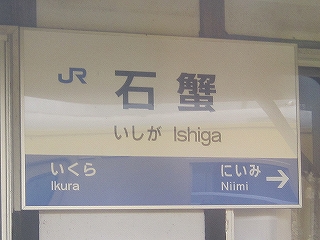 JR 石蟹
いしが Ishiga
いくら にいみ
Ikura Niimi →